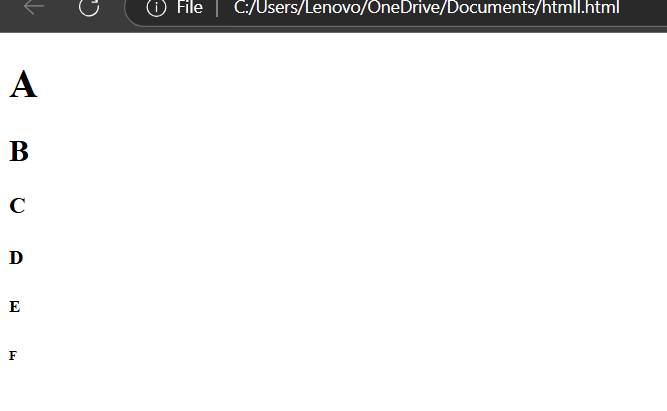 File | C:/Users/Lenovo/OneDrive/Documents/htmll.html
A
B
C
D
E
F